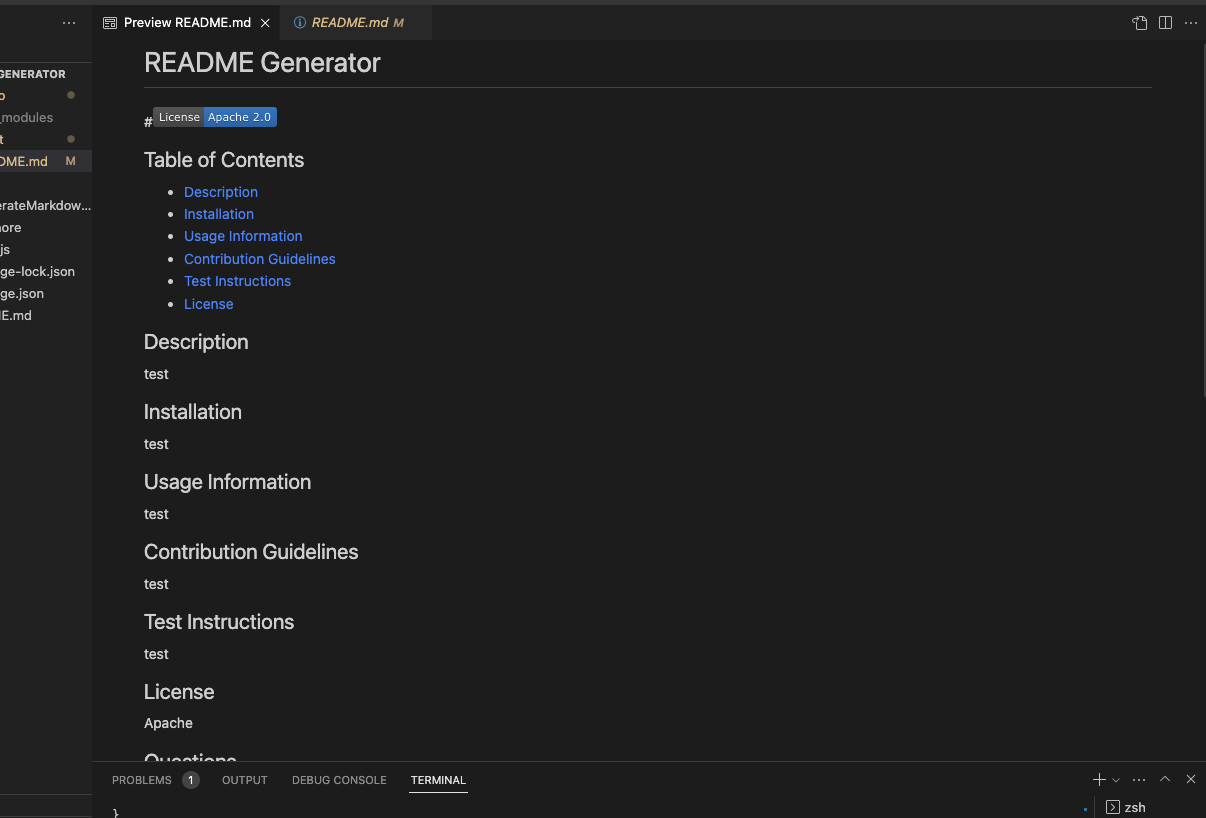 Preview README.md
README.md M
GENERATOR
o
_modules
t
DME.md M
erateMarkdow...
nore
js
ge-lock.json
ge.json
IE.md
README Generator
# License Apache 2.0
Table of Contents
Description
Installation
Usage Information
Contribution Guidelines
Test Instructions
License
Description
test
Installation
test
Usage Information
test
Contribution Guidelines
test
Test Instructions
test
License
Apache
Questions
PROBLEMS 1 OUTPUT DEBUG CONSOLE TERMINAL
}
zsh